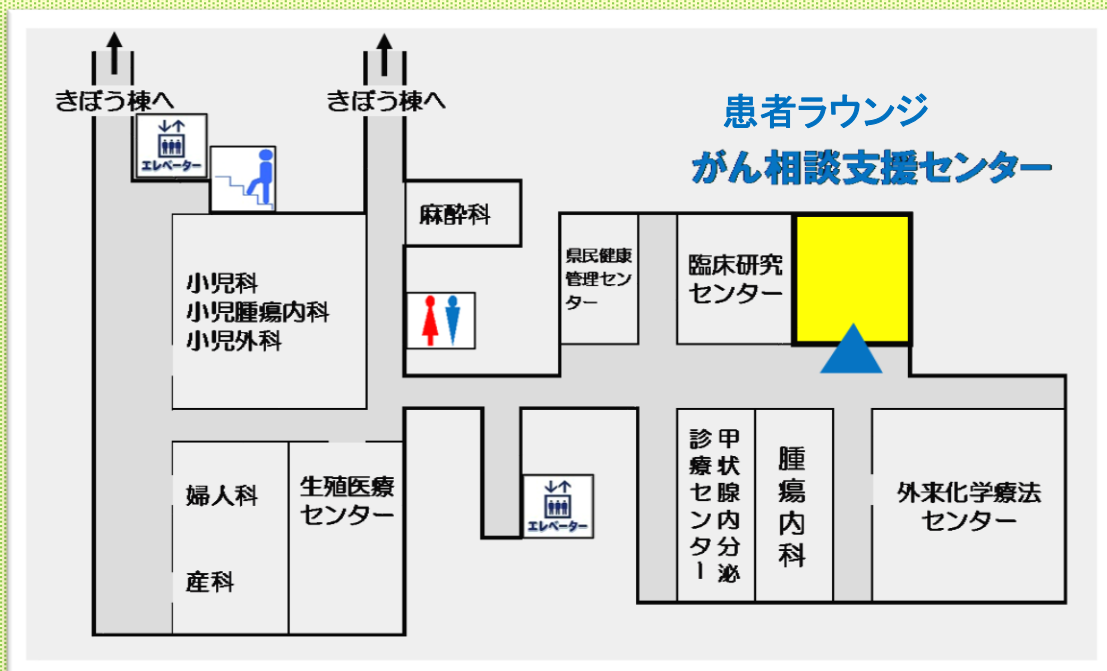 きぼう棟へ
きぼう棟へ
エレベーター
患者ラウンジ
がん相談支援センター
麻酔科
小児科
小児腫瘍内科
小児外科
県民健康
管理セン
ター
臨床研究
センター
婦人科
産科
生殖医療
センター
エレベーター
甲状腺内分泌
診療センター
腫瘍内科
外来化学療法
センター